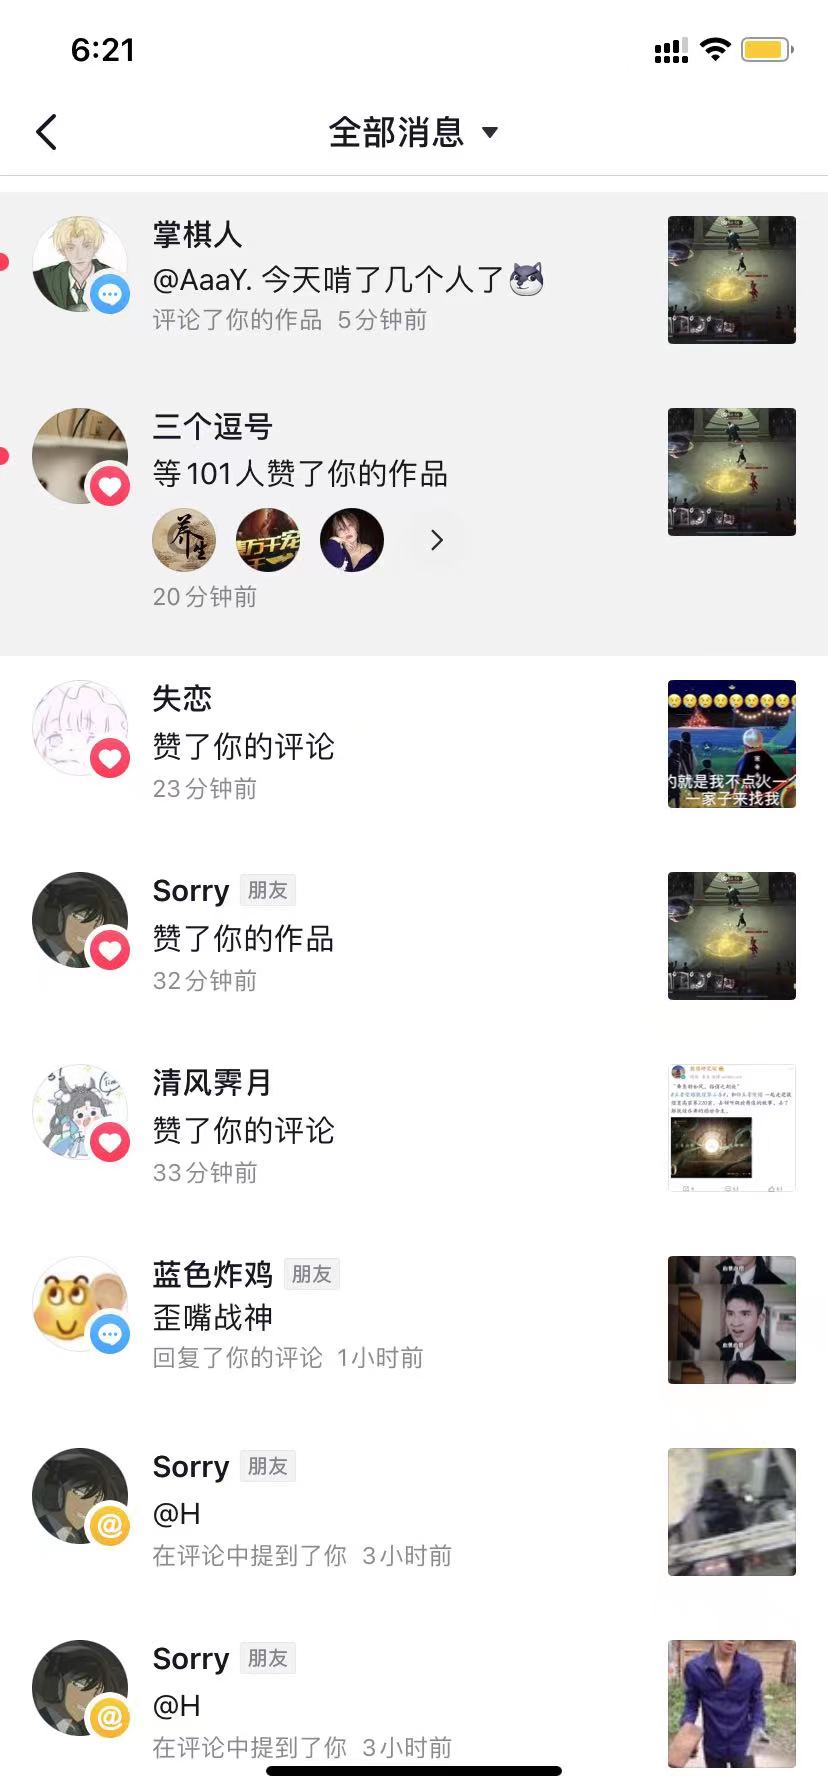 6:21
全部消息
掌棋人
@AaaY. 今天啃了几个人了
评论了你的作品 5分钟前
三个逗号
等101人赞了你的作品
养生
20分钟前
失恋
赞了你的评论
23分钟前
的就是我不点火一个
一家子来找我
Sorry 朋友
赞了你的作品
32分钟前
清风霁月
赞了你的评论
33分钟前
蓝色炸鸡 朋友
歪嘴战神
回复了你的评论 1小时前
Sorry 朋友
@H
在评论中提到了你 3小时前
Sorry 朋友
@H
在评论中提到了你 3小时前